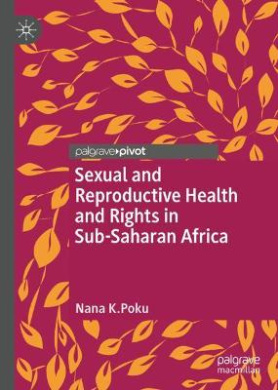 palgrave►pivot
Sexual and
Reproductive Health
and Rights in
Sub-Saharan Africa
Nana K.Poku
palgrave
macmillan